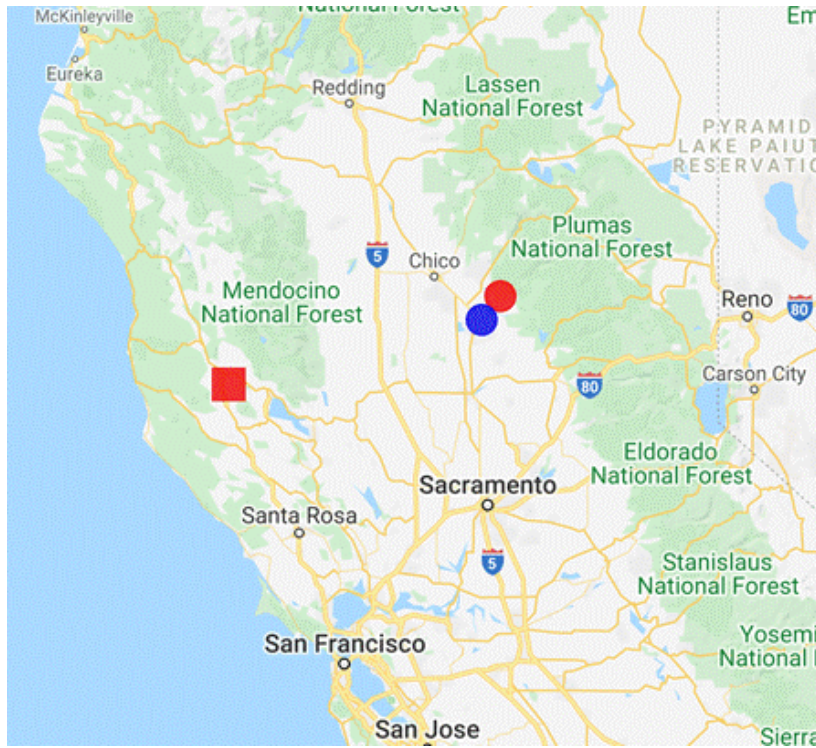 National Forest
McKinleyville
Em
Eureka
Redding
Lassen
National Forest
PYRAMID
LAKE PAIUT
RESERVATIO
Plumas
National Forest
5
Chico
Mendocino
National Forest
Reno
80
Carson City
80
Eldorado
National Forest
Sacramento
Santa Rosa
5
Stanislaus
National Forest
San Francisco
Yosemi
National
San Jose
Sierra